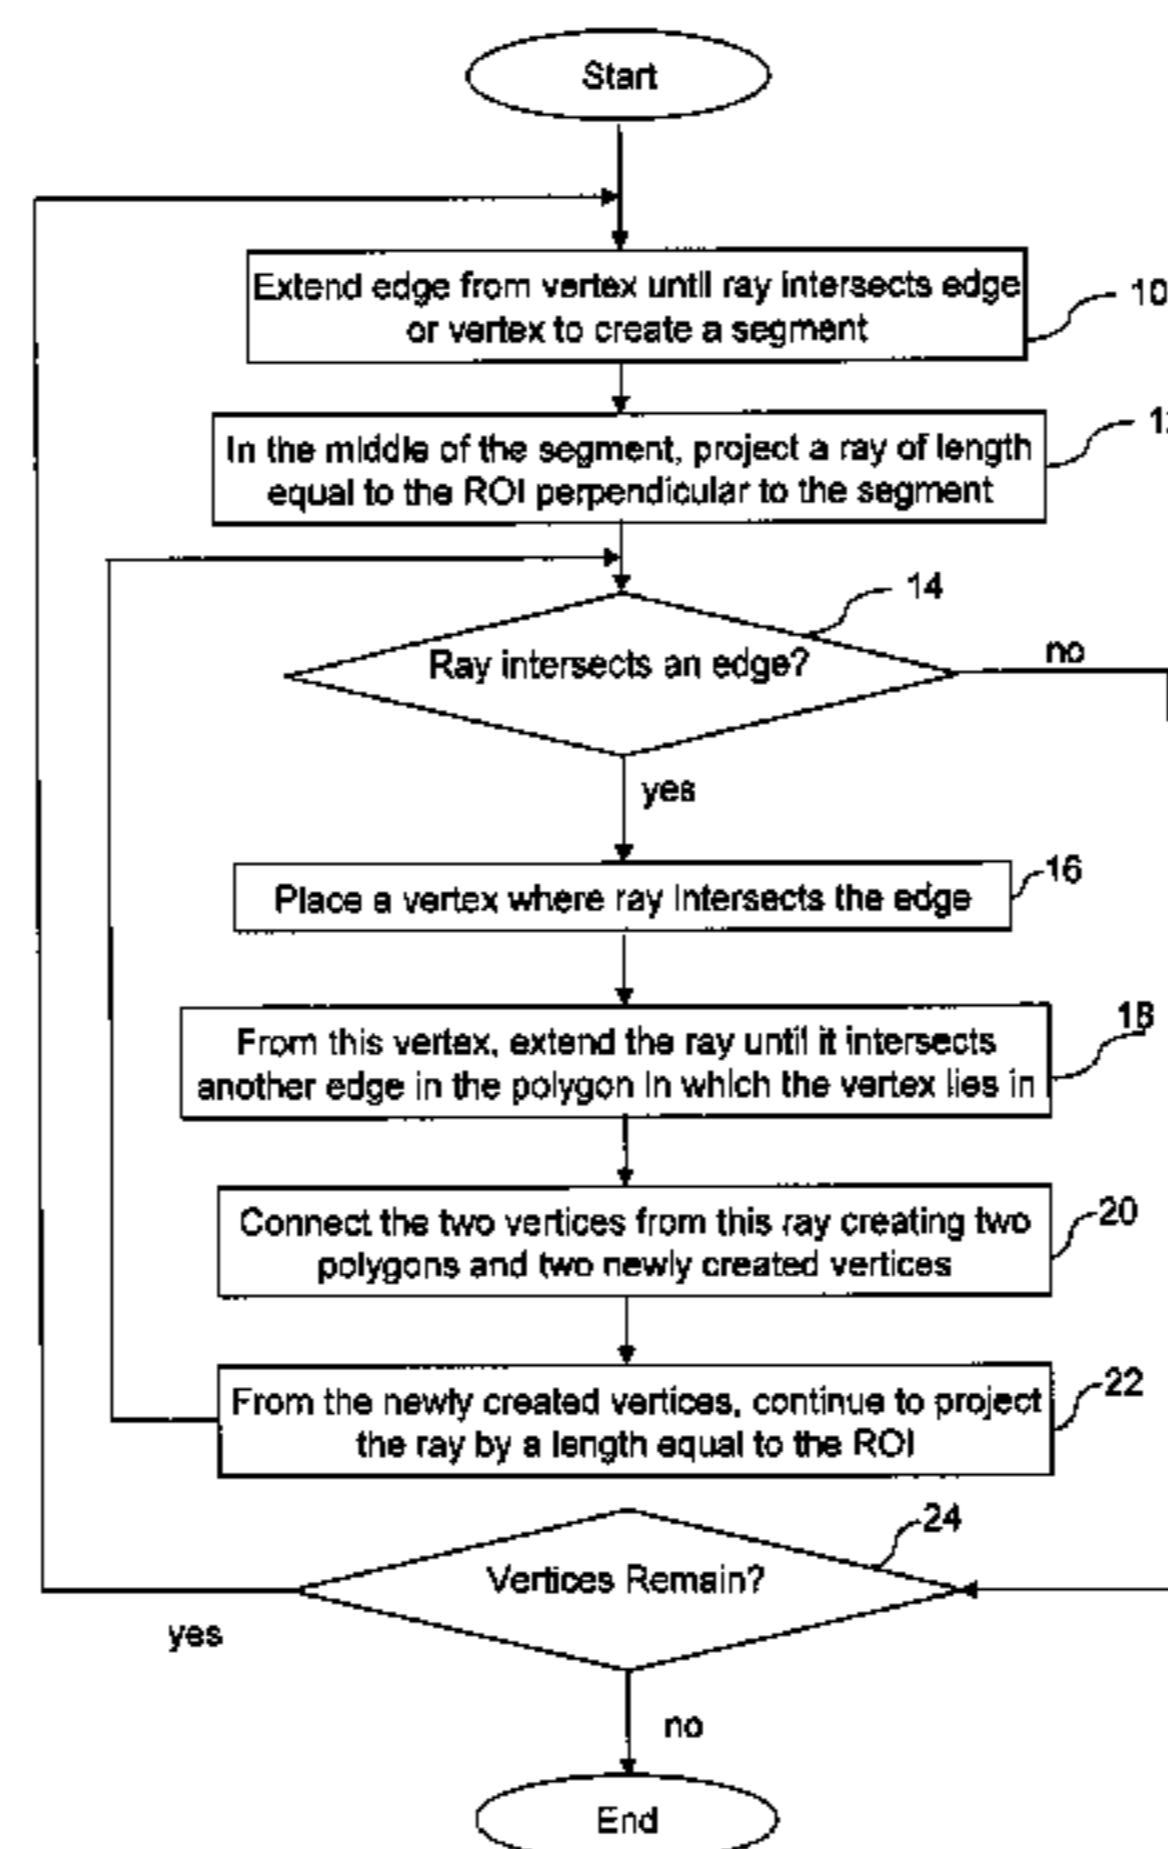 Start
Extend edge from vertex until ray intersects edge
or vertex to create a segment
10
In the middle of the segment, project a ray of length
equal to the ROI perpendicular to the segment
Ray intersects an edge?
14
no
yes
Place a vertex where ray intersects the edge
16
From this vertex, extend the ray until it intersects
another edge in the polygon in which the vertex lies in
18
Connect the two vertices from this ray creating two
polygons and two newly created vertices
20
From the newly created vertices, continue to project
the ray by a length equal to the ROI
22
Vertices Remain?
24
yes
no
End